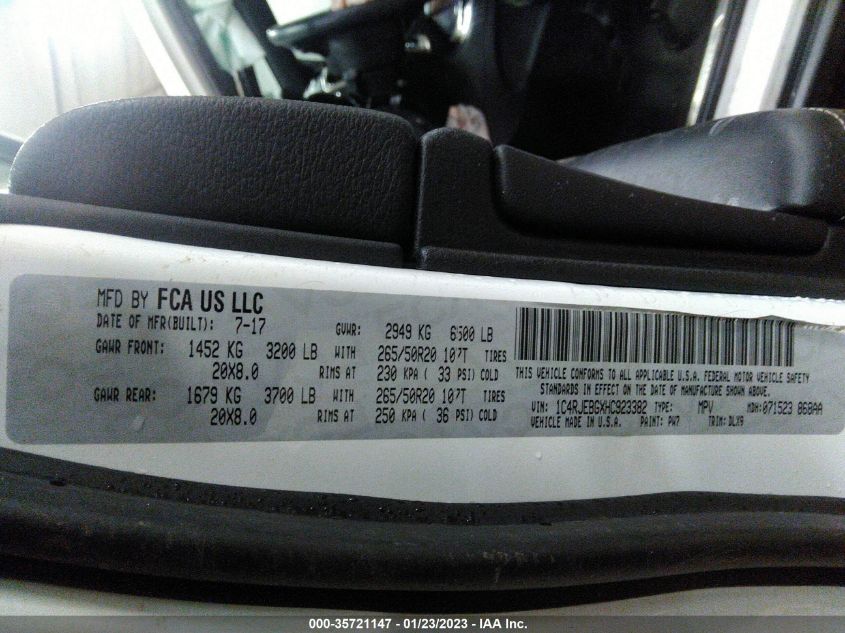 MFD BY FCA US LLC
DATE OF MFR(BUILT): 7-17 GVWR: 2949 KG 6500 LB
GAWR FRONT: 1452 KG 3200 LB WITH 265/50R20 107T TIRES
20X8.0 RIMS AT 230 KPA ( 33 PSI) COLD
GAWR REAR: 1679 KG 3700 LB WITH 265/50R20 107T TIRES
20X8.0 RIMS AT 250 KPA ( 36 PSI) COLD
THIS VEHICLE CONFORMS TO ALL APPLICABLE U.S.A. FEDERAL MOTOR VEHICLE SAFETY
STANDARDS IN EFFECT ON THE DATE OF MANUFACTURE SHOWN ABOVE.
VIN: 1C4RJEBGXHC923382 TYPE: MPV MDH: 071523 868AA
VEHICLE MADE IN U.S.A. PAINT: PW7 TRIM: DLX9
000-35721147 - 01/23/2023 - IAA Inc.